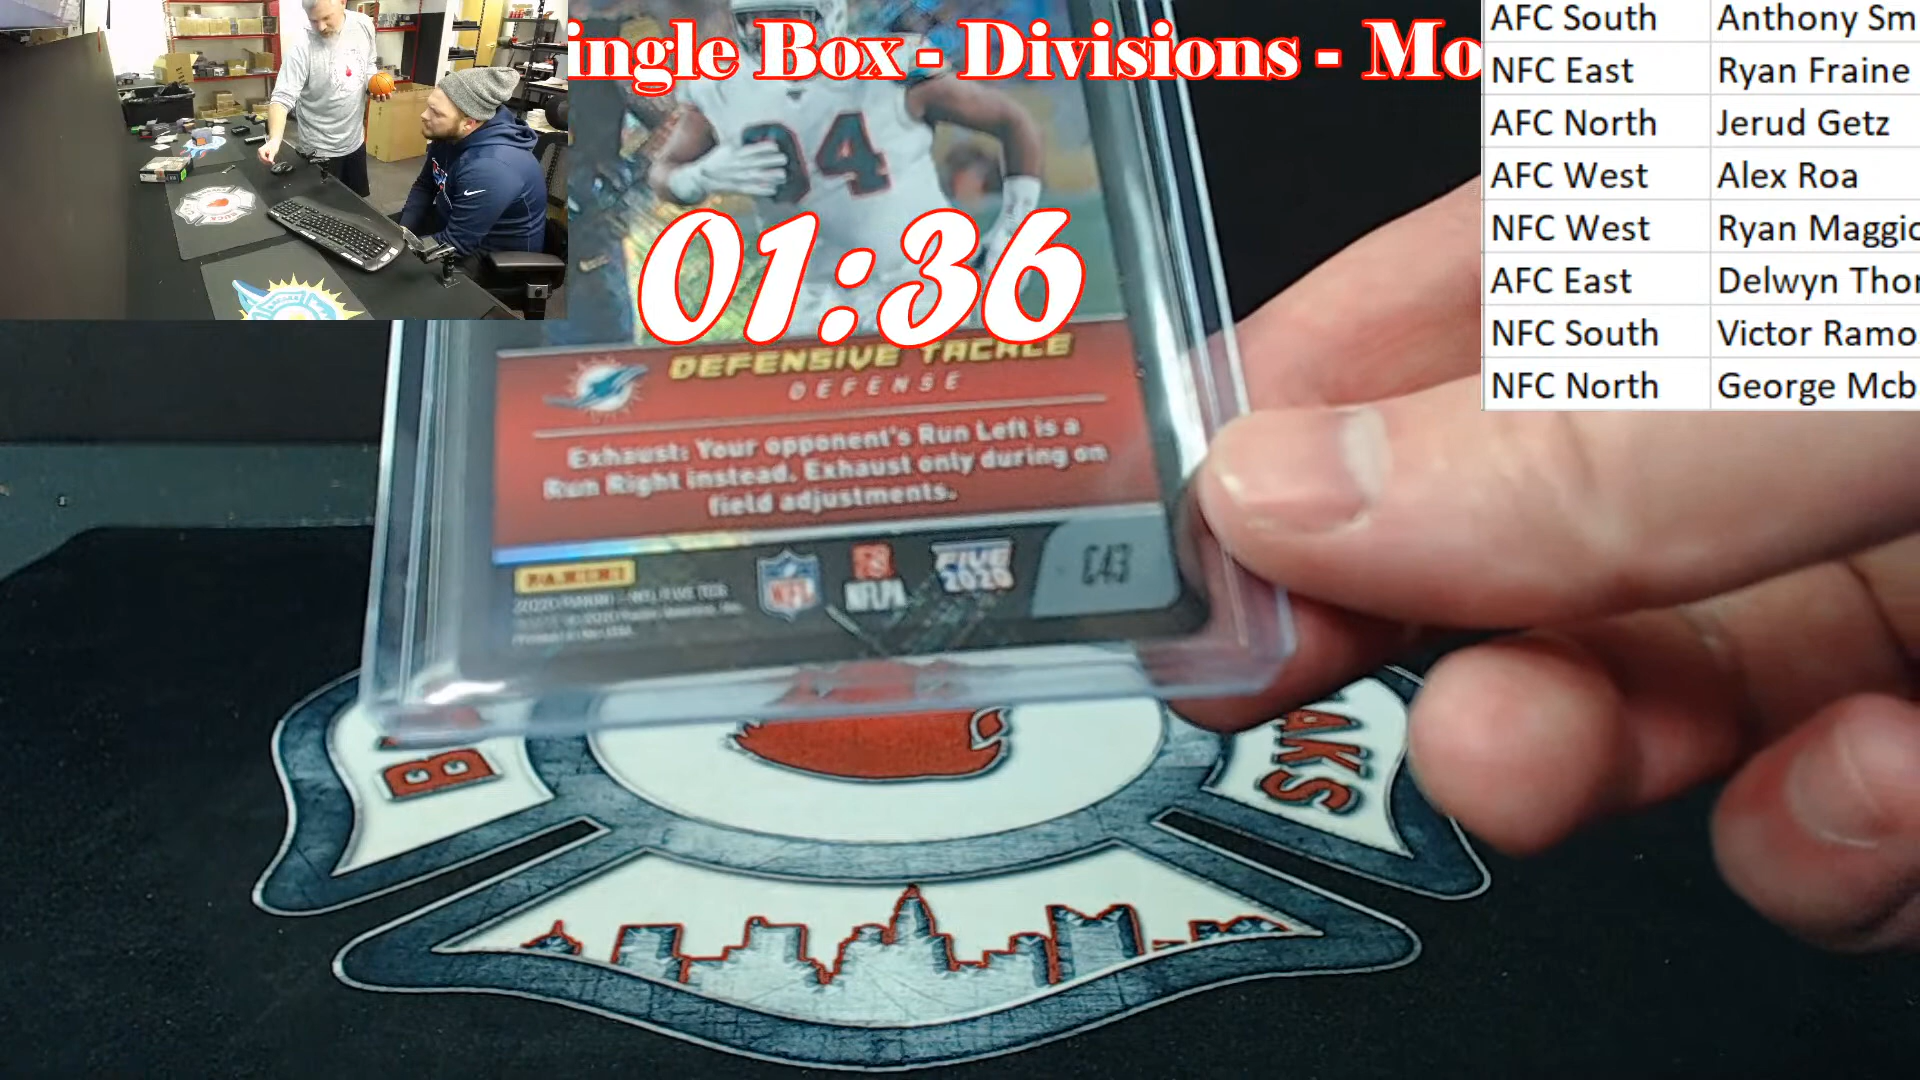 ingle Box - Divisions - Mo
AFC South Anthony Sm
NFC East Ryan Fraine
AFC North Jerud Getz
AFC West Alex Roa
NFC West Ryan Maggio
AFC East Delwyn Thor
NFC South Victor Ramo
NFC North George Mcb
94
01:36
DEFENSIVE TACKLE
DEFENSE
Exhaust: Your opponent's Run Left is a
Run Right instead. Exhaust only during on
field adjustments.
PANINI
NFL
NFLPA
FIVE
2020
C43
B
AKS